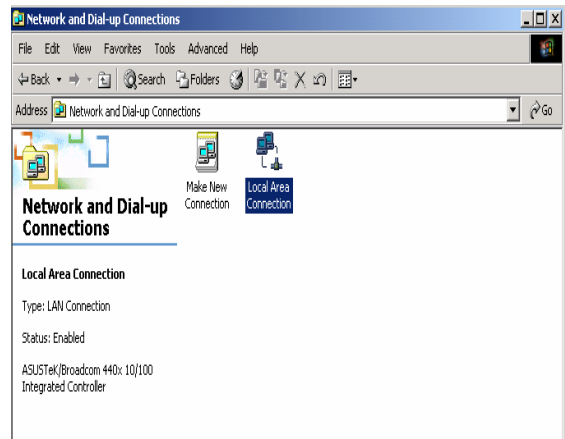 Network and Dial-up Connections
File Edit View Favorites Tools Advanced Help
Back Search Folders
Address Network and Dial-up Connections Go
Make New
Connection
Local Area
Connection
Network and Dial-up
Connections
Local Area Connection
Type: LAN Connection
Status: Enabled
ASUSTeK/Broadcom 440x 10/100
Integrated Controller